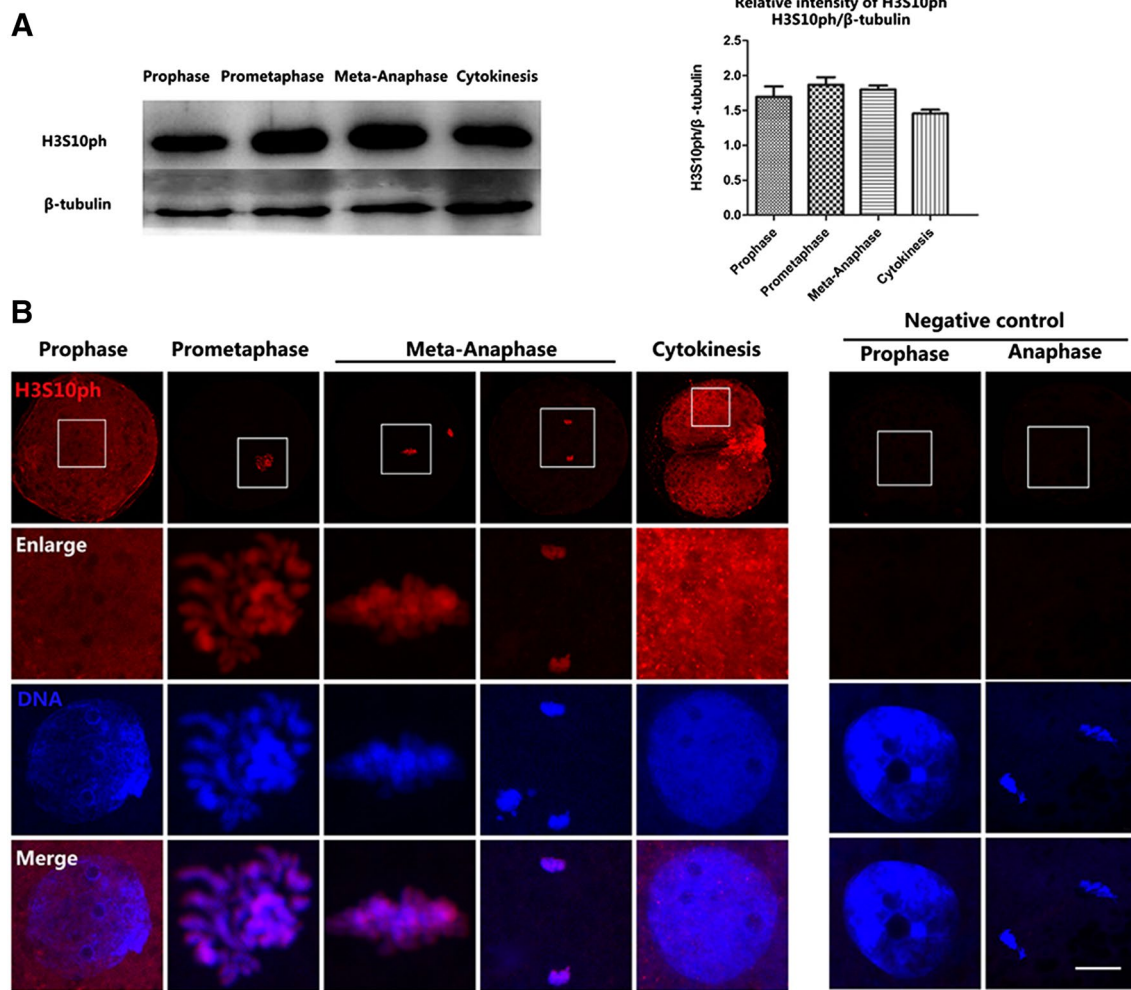 A
Prophase Prometaphase Meta-Anaphase Cytokinesis
H3S10ph
β-tubulin
Relative intensity of H3S10ph
H3S10ph/β-tubulin
H3S10ph/β -tubulin
2.5
2.0
1.5
1.0
0.5
0.0
Prophase
Prometaphase
Meta-Anaphase
Cytokinesis
B
Negative control
Prophase Prometaphase Meta-Anaphase Cytokinesis Prophase Anaphase
H3S10ph
Enlarge
DNA
Merge